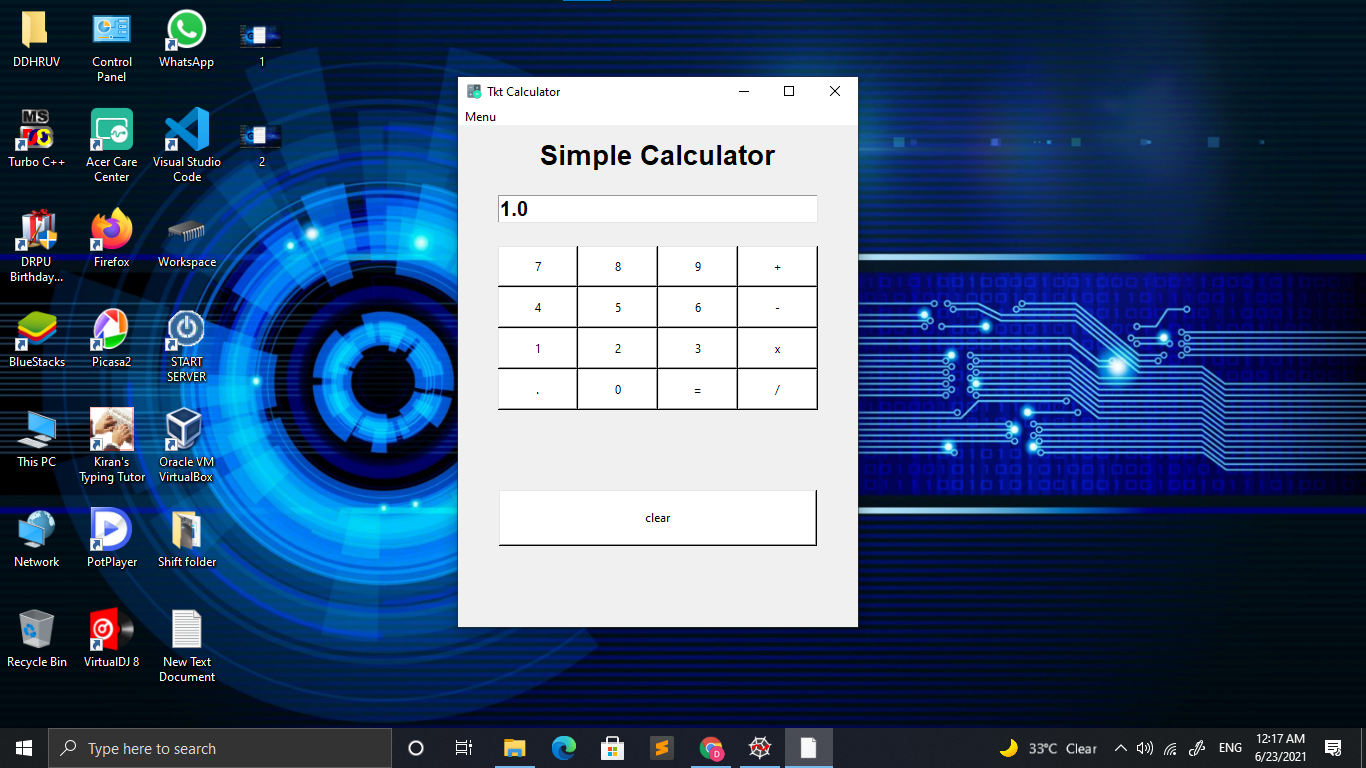 DDHRUV
Control
Panel
WhatsApp
1
MS
Turbo C++
Acer Care
Center
Visual Studio
Code
2
DRPU
Birthday...
Firefox
Workspace
BlueStacks
Picasa2
START
SERVER
This PC
Kiran's
Typing Tutor
Oracle VM
VirtualBox
Network
PotPlayer
Shift folder
Recycle Bin
VirtualDJ 8
New Text
Document
Tkt Calculator
Menu
Simple Calculator
1.0
7 8 9 +
4 5 6 -
1 2 3 x
. 0 = /
clear
Type here to search
D
33°C Clear
ENG
12:17 AM
6/23/2021